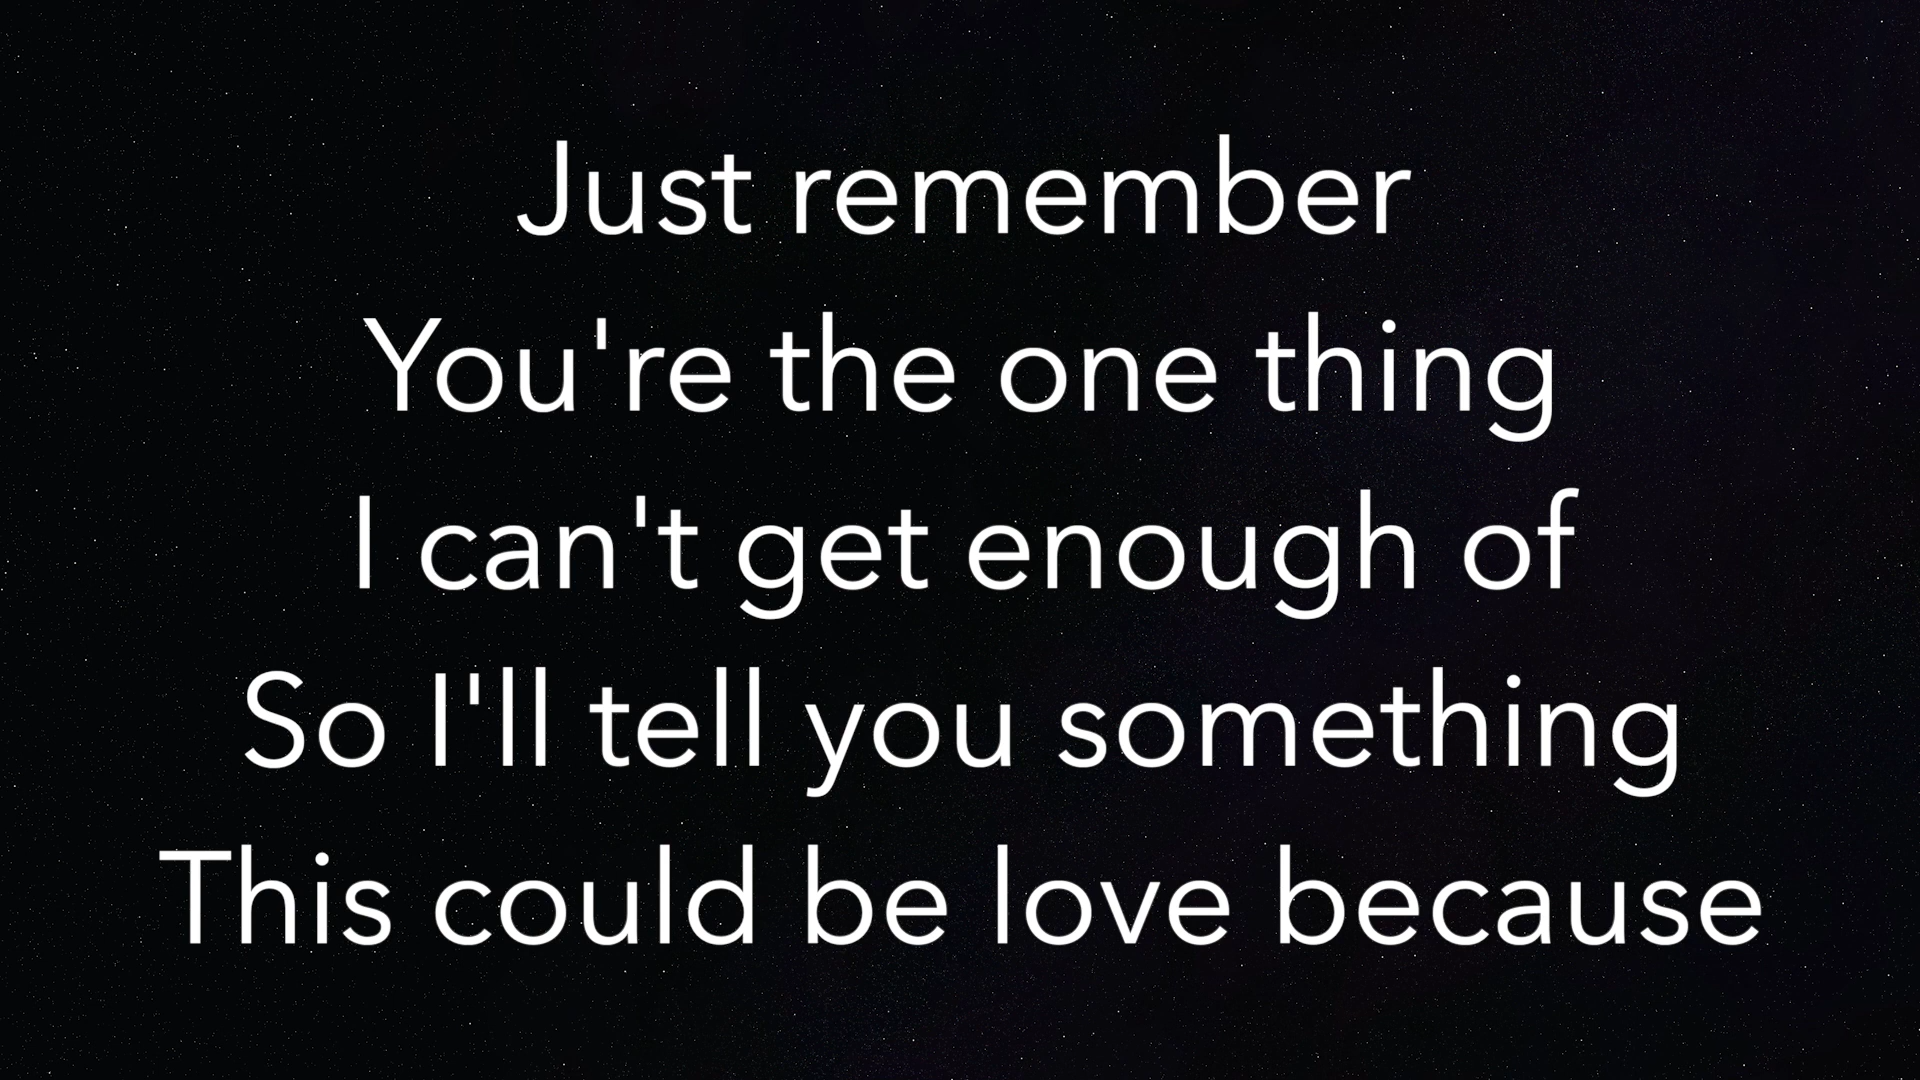 Just remember
You're the one thing
I can't get enough of
So I'll tell you something
This could be love because